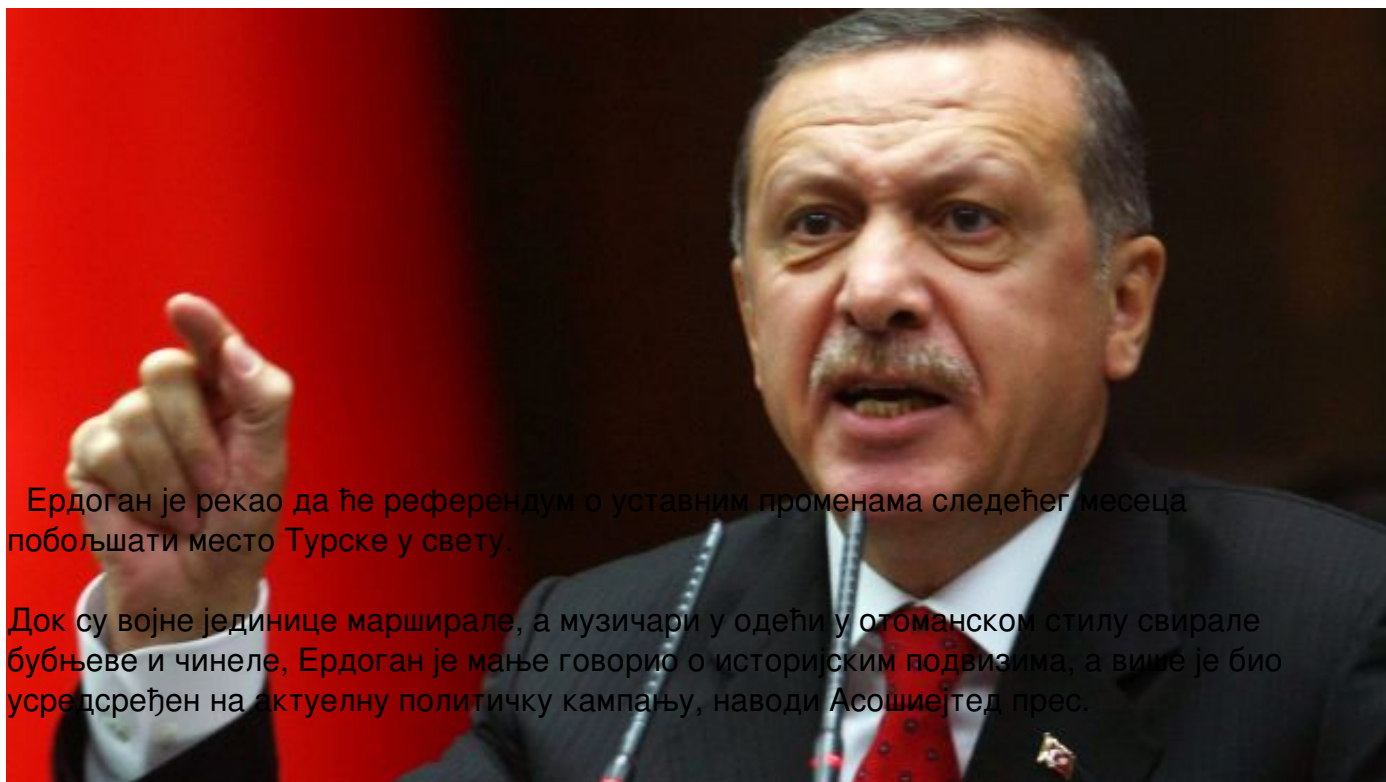 Ердоган је рекао да ће референдум о уставним променама следећег месеца
побољшати место Турске у свету.
Док су војне јединице марширале, а музичари у одећи у отоманском стилу свирале
бубњеве и чинеле, Ердоган је мање говорио о историјским подвизима, а више је био
усредсређен на актуелну политичку кампању, наводи Асошиејтед прес.